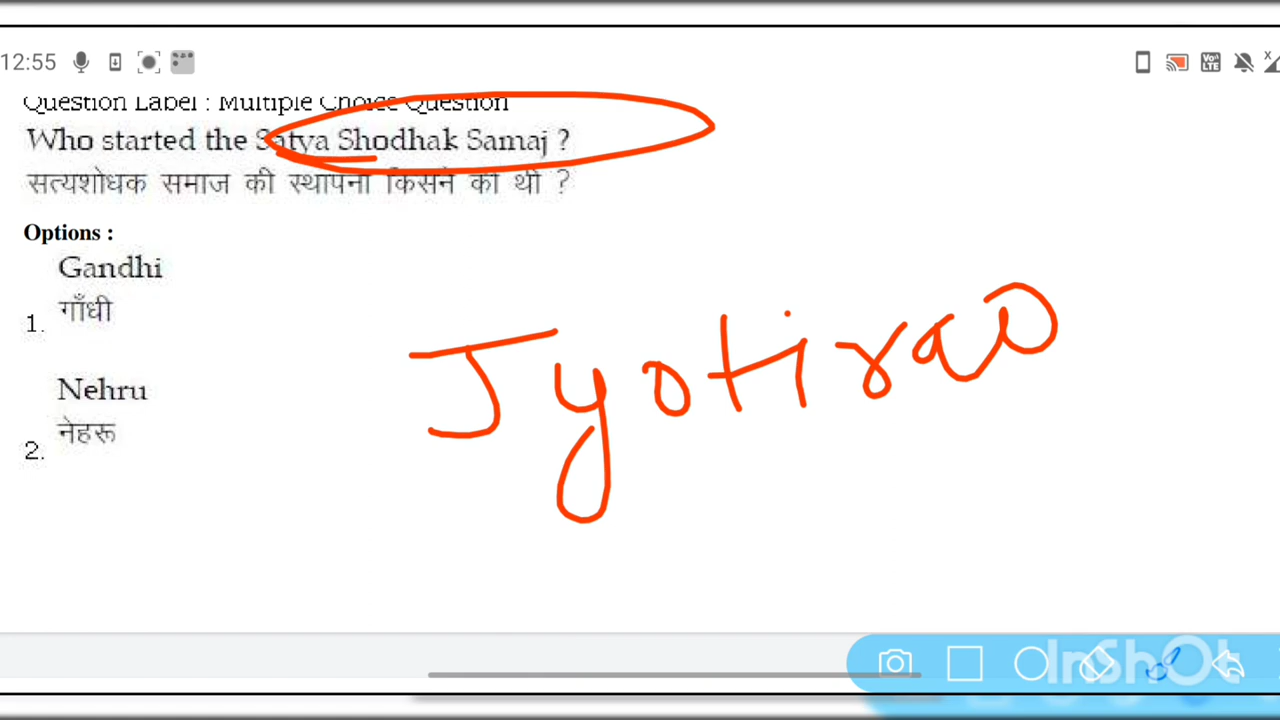 12:55
Question Label : Multiple Choice Question
Who started the Satya Shodhak Samaj ?
सत्यशोधक समाज की स्थापना किसने की थी ?
Options :
Gandhi
1. गाँधी
Nehru
2. नेहरू
Jyotirao
InShOt